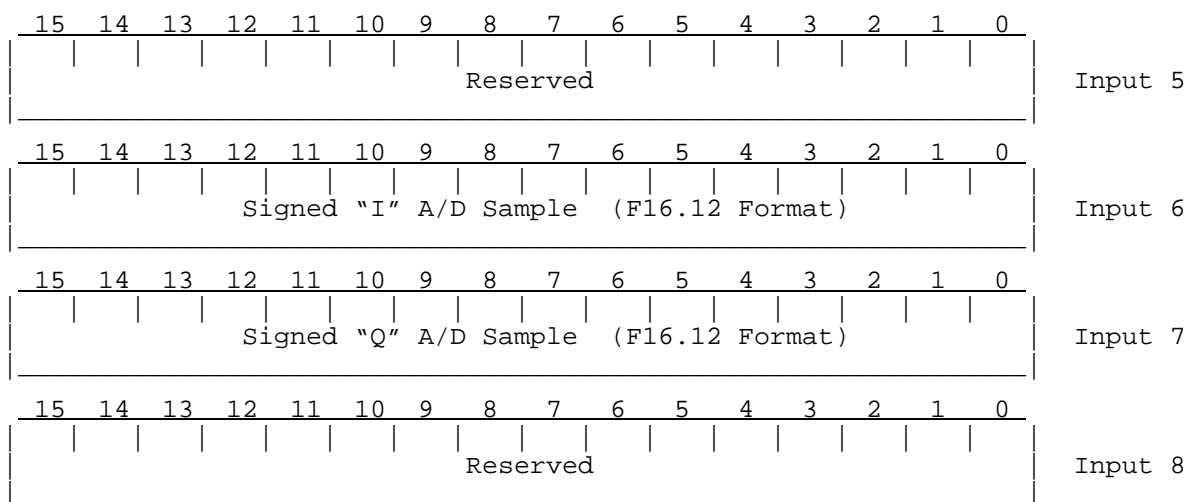 15 14 13 12 11 10 9 8 7 6 5 4 3 2 1 0
Reserved Input 5
15 14 13 12 11 10 9 8 7 6 5 4 3 2 1 0
Signed “I” A/D Sample (F16.12 Format) Input 6
15 14 13 12 11 10 9 8 7 6 5 4 3 2 1 0
Signed “Q” A/D Sample (F16.12 Format) Input 7
15 14 13 12 11 10 9 8 7 6 5 4 3 2 1 0
Reserved Input 8